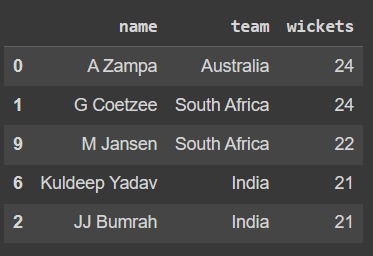 name team wickets
0 A Zampa Australia 24
1 G Coetzee South Africa 24
9 M Jansen South Africa 22
6 Kuldeep Yadav India 21
2 JJ Bumrah India 21